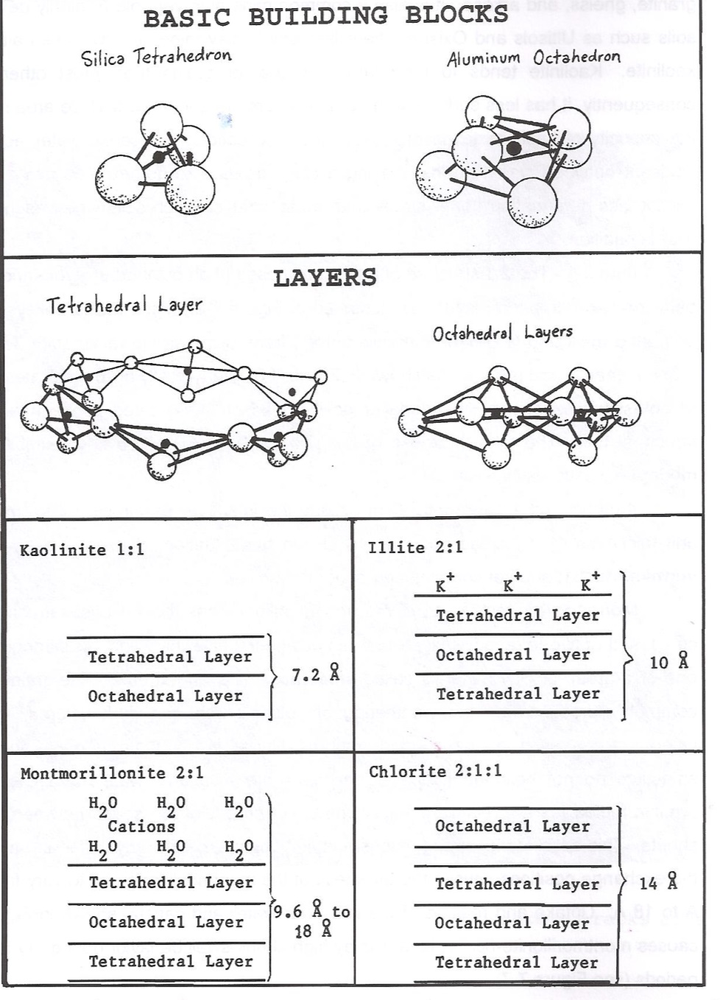 BASIC BUILDING BLOCKS
Silica Tetrahedron
Aluminum Octahedron
LAYERS
Tetrahedral Layer
Octahedral Layers
Kaolinite 1:1
Tetrahedral Layer
Octahedral Layer
7.2 Å
Illite 2:1
K+ K+ K+
Tetrahedral Layer
Octahedral Layer
Tetrahedral Layer
10 Å
Montmorillonite 2:1
H2O H2O H2O
Cations
H2O H2O H2O
Tetrahedral Layer
Octahedral Layer
Tetrahedral Layer
9.6 Å to
18 Å
Chlorite 2:1:1
Octahedral Layer
Tetrahedral Layer
Octahedral Layer
Tetrahedral Layer
14 Å